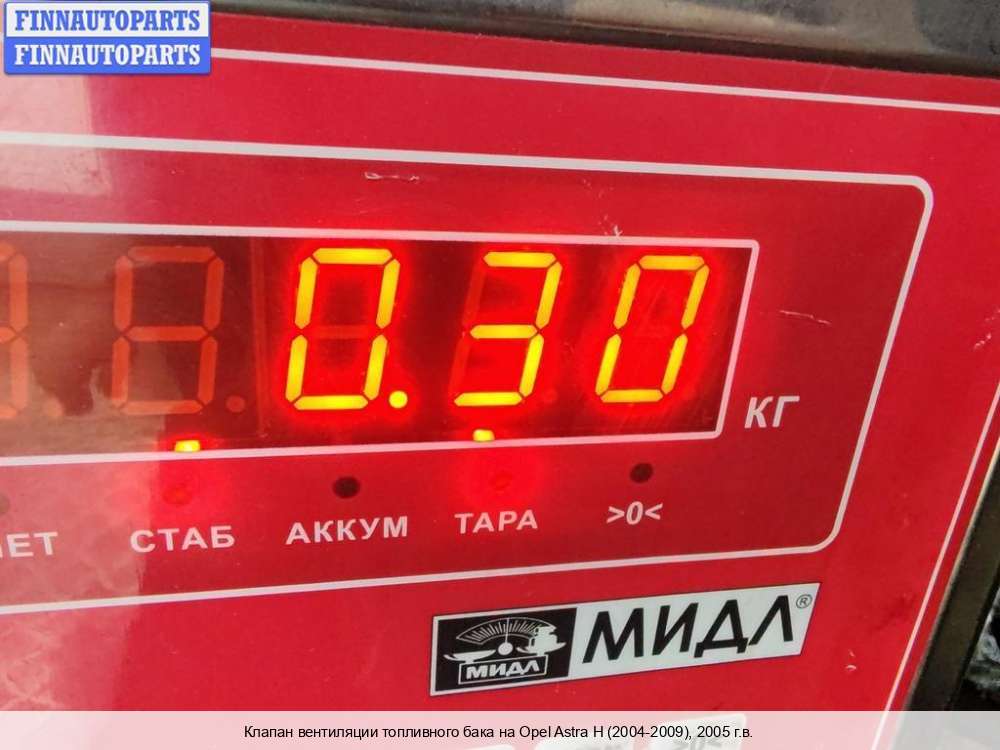 FINNAUTOPARTS
FINNAUTOPARTS
0.30
КГ
СТАБ АККУМ ТАРА >0<
МИДЛ МИДЛ®
Клапан вентиляции топливного бака на Opel Astra H (2004-2009), 2005 г.в.